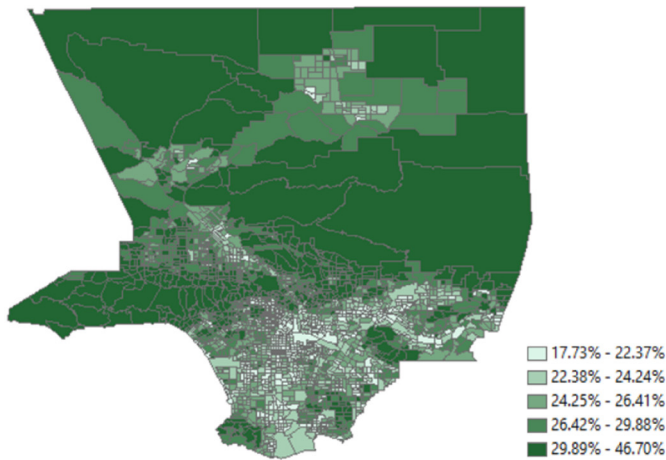 17.73% - 22.37%
22.38% - 24.24%
24.25% - 26.41%
26.42% - 29.88%
29.89% - 46.70%